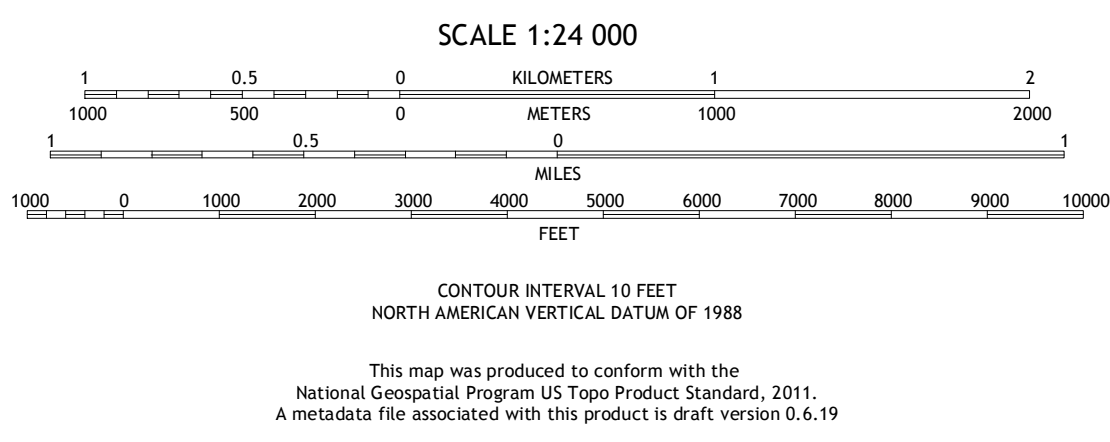 SCALE 1:24 000
1 0.5 0 KILOMETERS 1 2
1000 500 0 METERS 1000 2000
1 0.5 0 1
MILES
1000 0 1000 2000 3000 4000 5000 6000 7000 8000 9000 10000
FEET
CONTOUR INTERVAL 10 FEET
NORTH AMERICAN VERTICAL DATUM OF 1988
This map was produced to conform with the
National Geospatial Program US Topo Product Standard, 2011.
A metadata file associated with this product is draft version 0.6.19